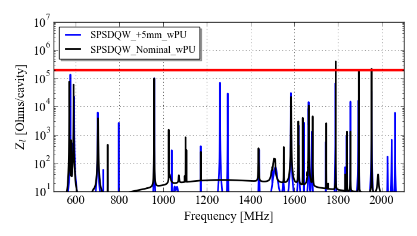 10^7
10^6
10^5
10^4
10^3
10^2
10^1
Z_l [Ohms/cavity]
SPSDQW_+5mm_wPU
SPSDQW_Nominal_wPU
600 800 1000 1200 1400 1600 1800 2000
Frequency [MHz]